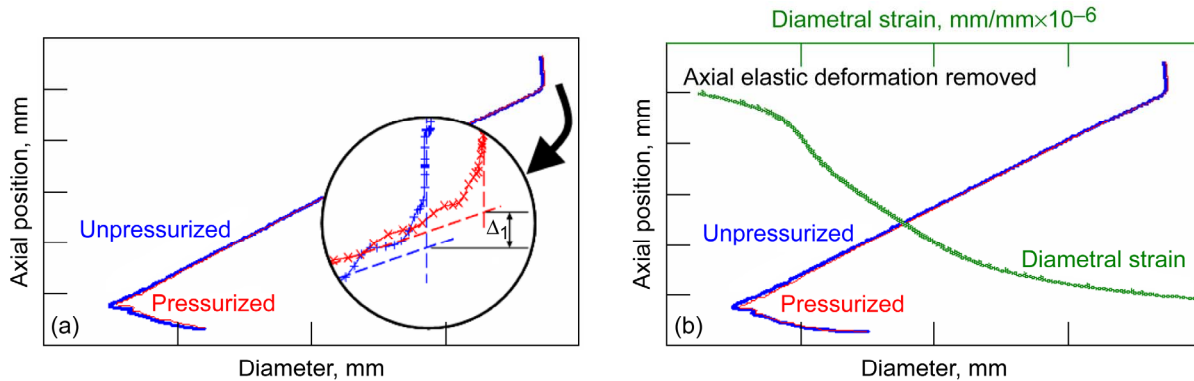 Axial position, mm
Unpressurized
Pressurized
Δ1
(a)
Diameter, mm
Diametral strain, mm/mm×10–6
Axial elastic deformation removed
Axial position, mm
Unpressurized
Diametral strain
Pressurized
(b)
Diameter, mm